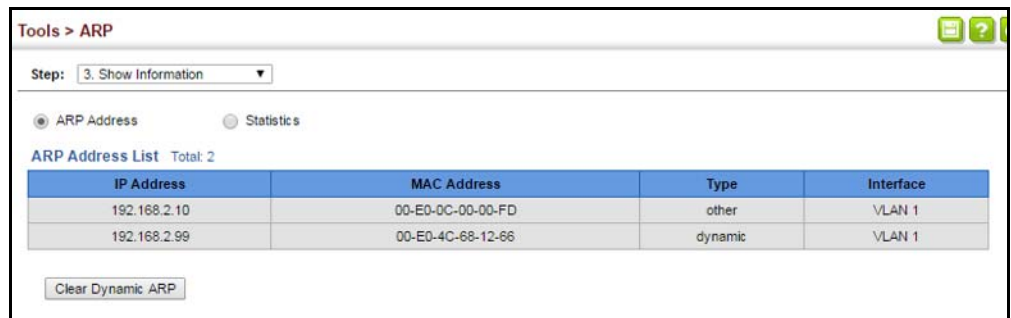 Tools > ARP
?
Step: 3. Show Information
ARP Address Statistics
ARP Address List Total: 2
IP Address MAC Address Type Interface
192.168.2.10 00-E0-0C-00-00-FD other VLAN 1
192.168.2.99 00-E0-4C-68-12-66 dynamic VLAN 1
Clear Dynamic ARP